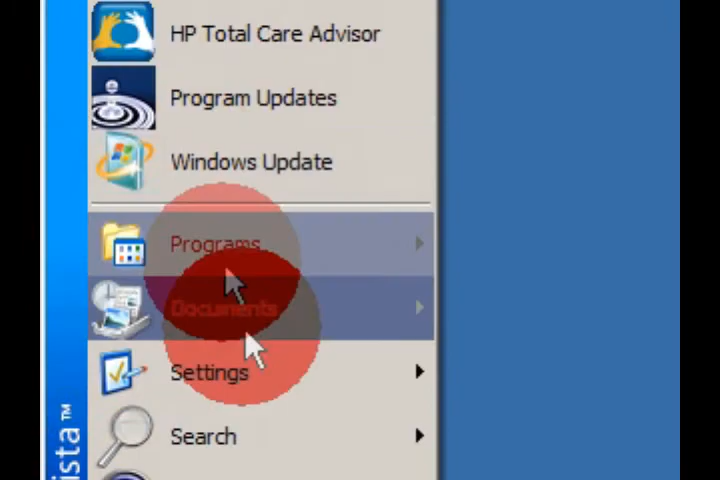 HP Total Care Advisor
Program Updates
Windows Update
Programs
Documents
Settings
Search
ista™